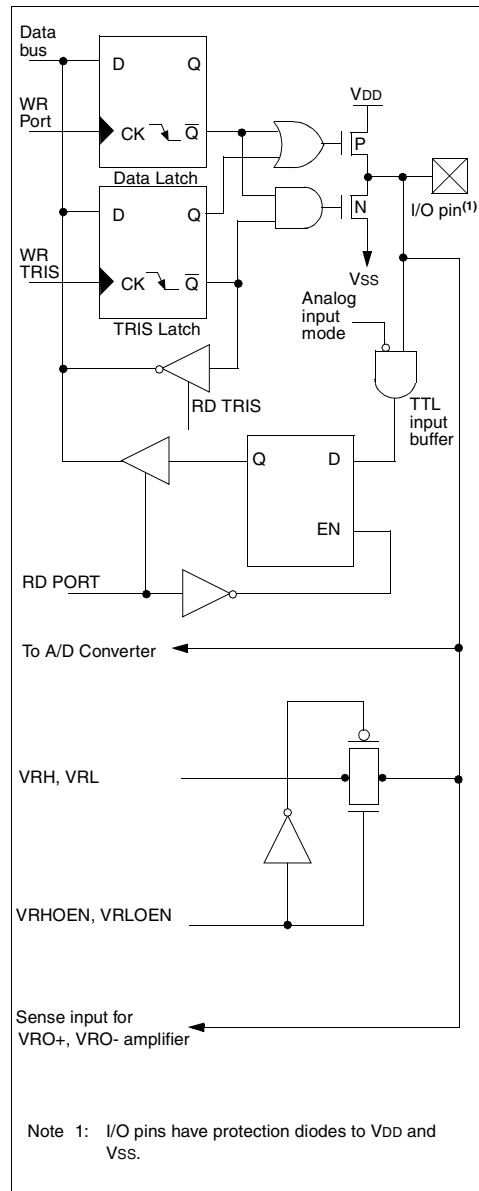 Data
bus
D
Q
VDD
WR
Port
CK
Q
P
Data Latch
I/O pin(1)
D
Q
N
WR
TRIS
CK
Q
VSS
TRIS Latch
Analog
input
mode
RD TRIS
TTL
input
buffer
Q
D
EN
RD PORT
To A/D Converter
VRH, VRL
VRHOEN, VRLOEN
Sense input for
VRO+, VRO- amplifier
Note 1: I/O pins have protection diodes to VDD and
VSS.